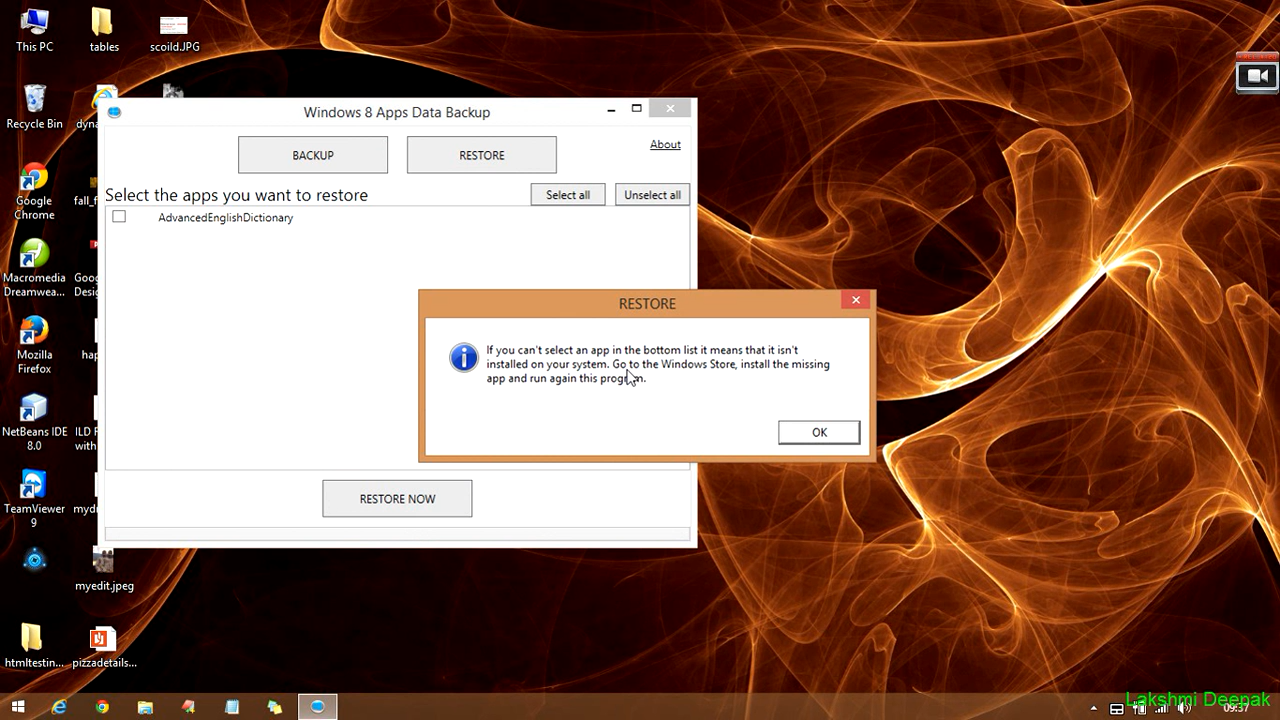 This PC
tables
scoild.JPG
Windows 8 Apps Data Backup
Recycle Bin
BACKUP
RESTORE
About
Select the apps you want to restore
Select all
Unselect all
AdvancedEnglishDictionary
Google
Chrome
Macromedia
Dreamwea...
RESTORE
If you can't select an app in the bottom list it means that it isn't
installed on your system. Go to the Windows Store, install the missing
app and run again this program.
OK
Mozilla
Firefox
NetBeans IDE
8.0
TeamViewer
9
RESTORE NOW
myedit.jpeg
htmltestin...
pizzadetails...
Lakshmi Deepak
09:37